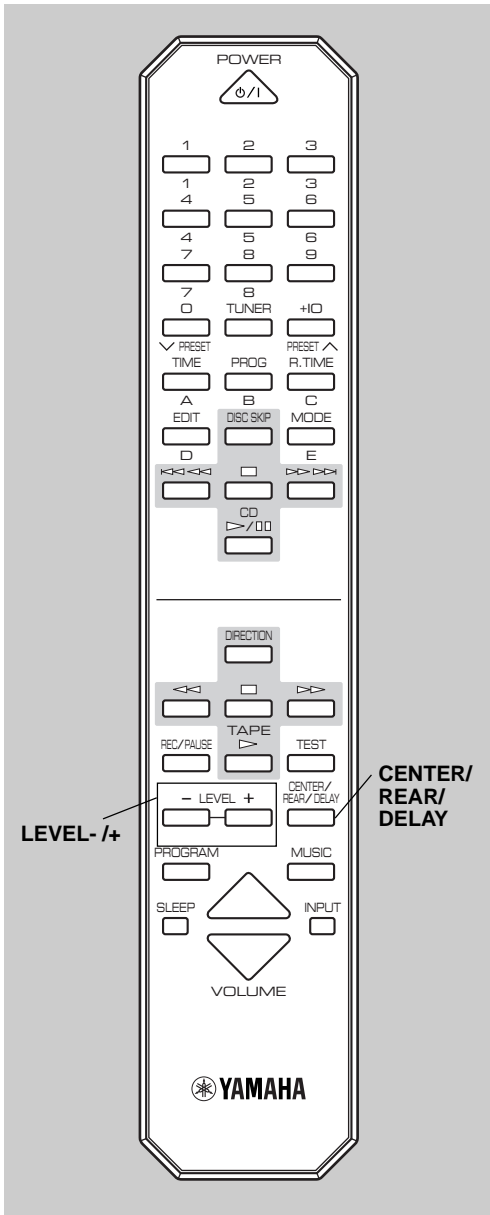 POWER
⏻/I
1 2 3
1 2 3
4 5 6
4 5 6
7 8 9
7 8
0 TUNER +10
PRESET PRESET
TIME PROG R.TIME
A B C
EDIT DISC SKIP MODE
D E
CD
DIRECTION
TAPE
REC/PAUSE TEST
- LEVEL + CENTER/
REAR/DELAY
CENTER/
REAR/
DELAY
LEVEL- /+
PROGRAM MUSIC
SLEEP INPUT
VOLUME
YAMAHA